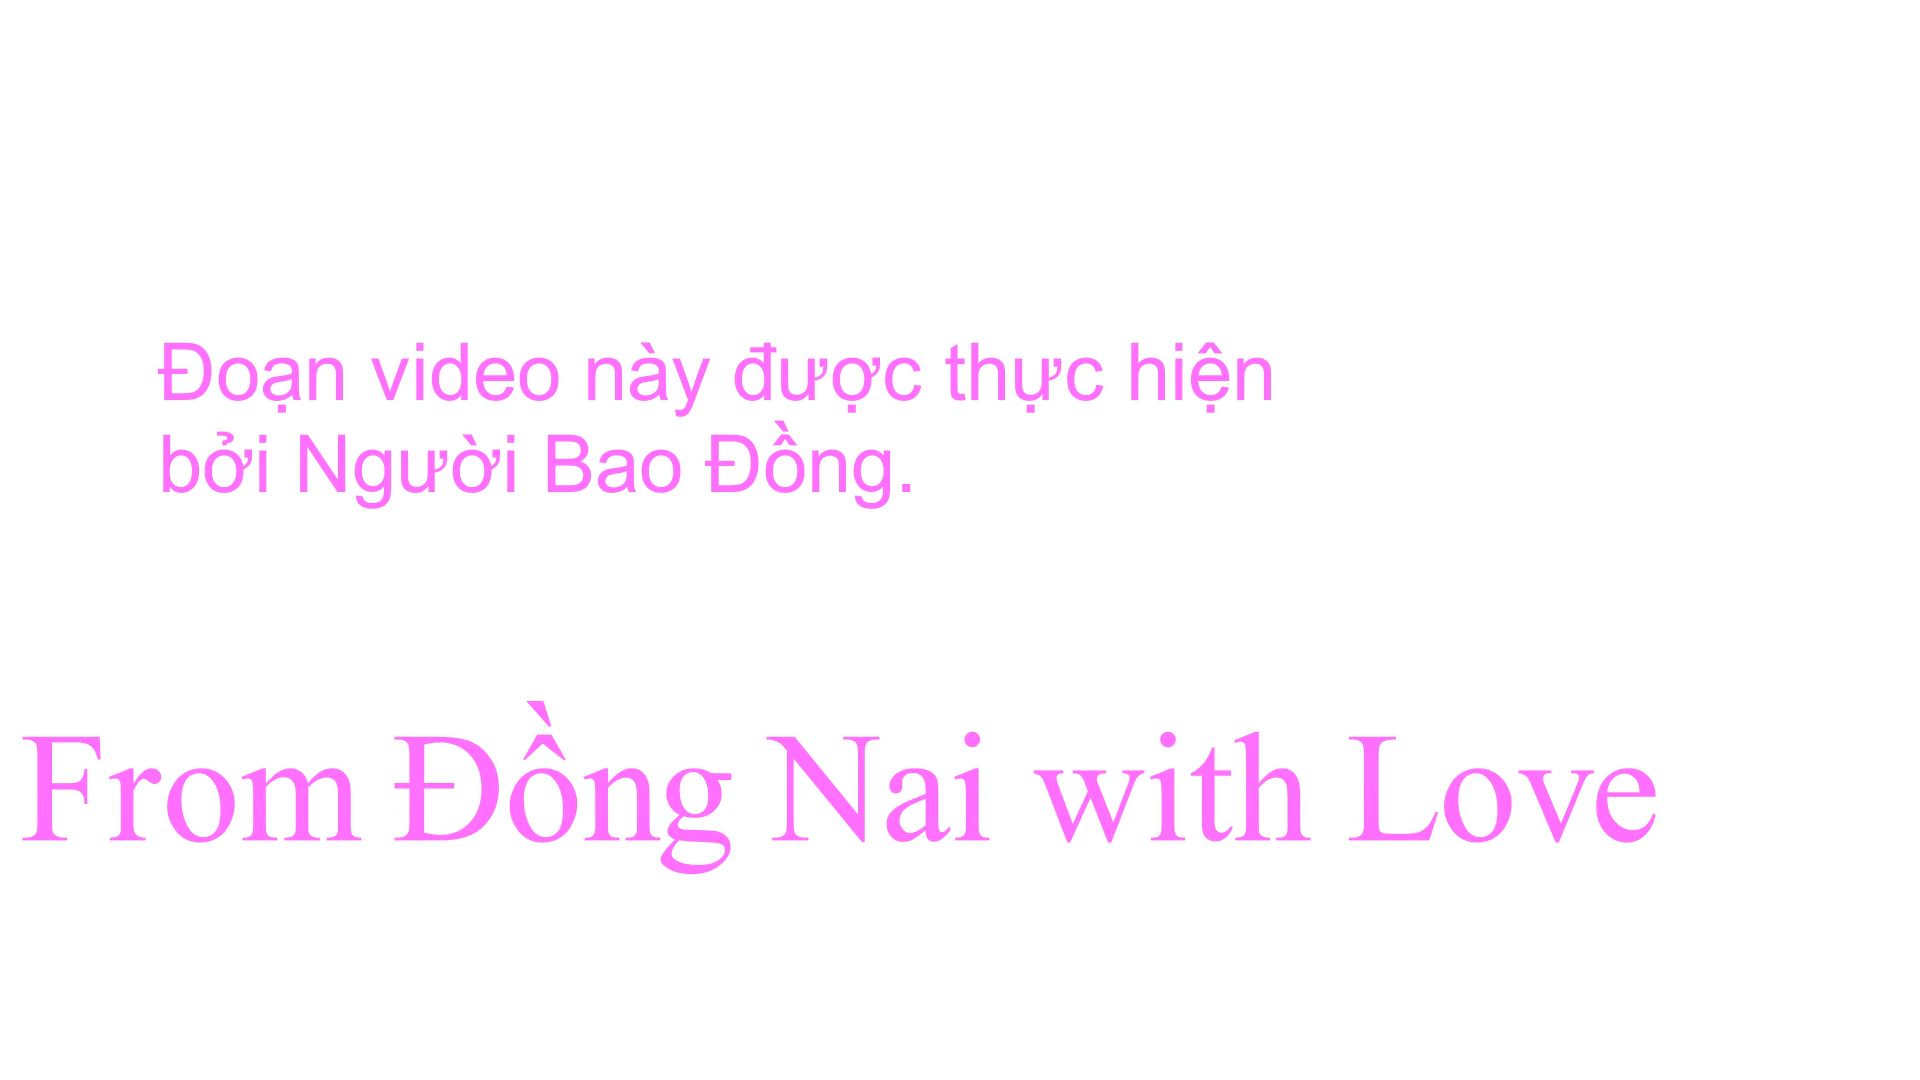 Đoạn video này được thực hiện
bởi Người Bao Đồng.
From Đồng Nai with Love